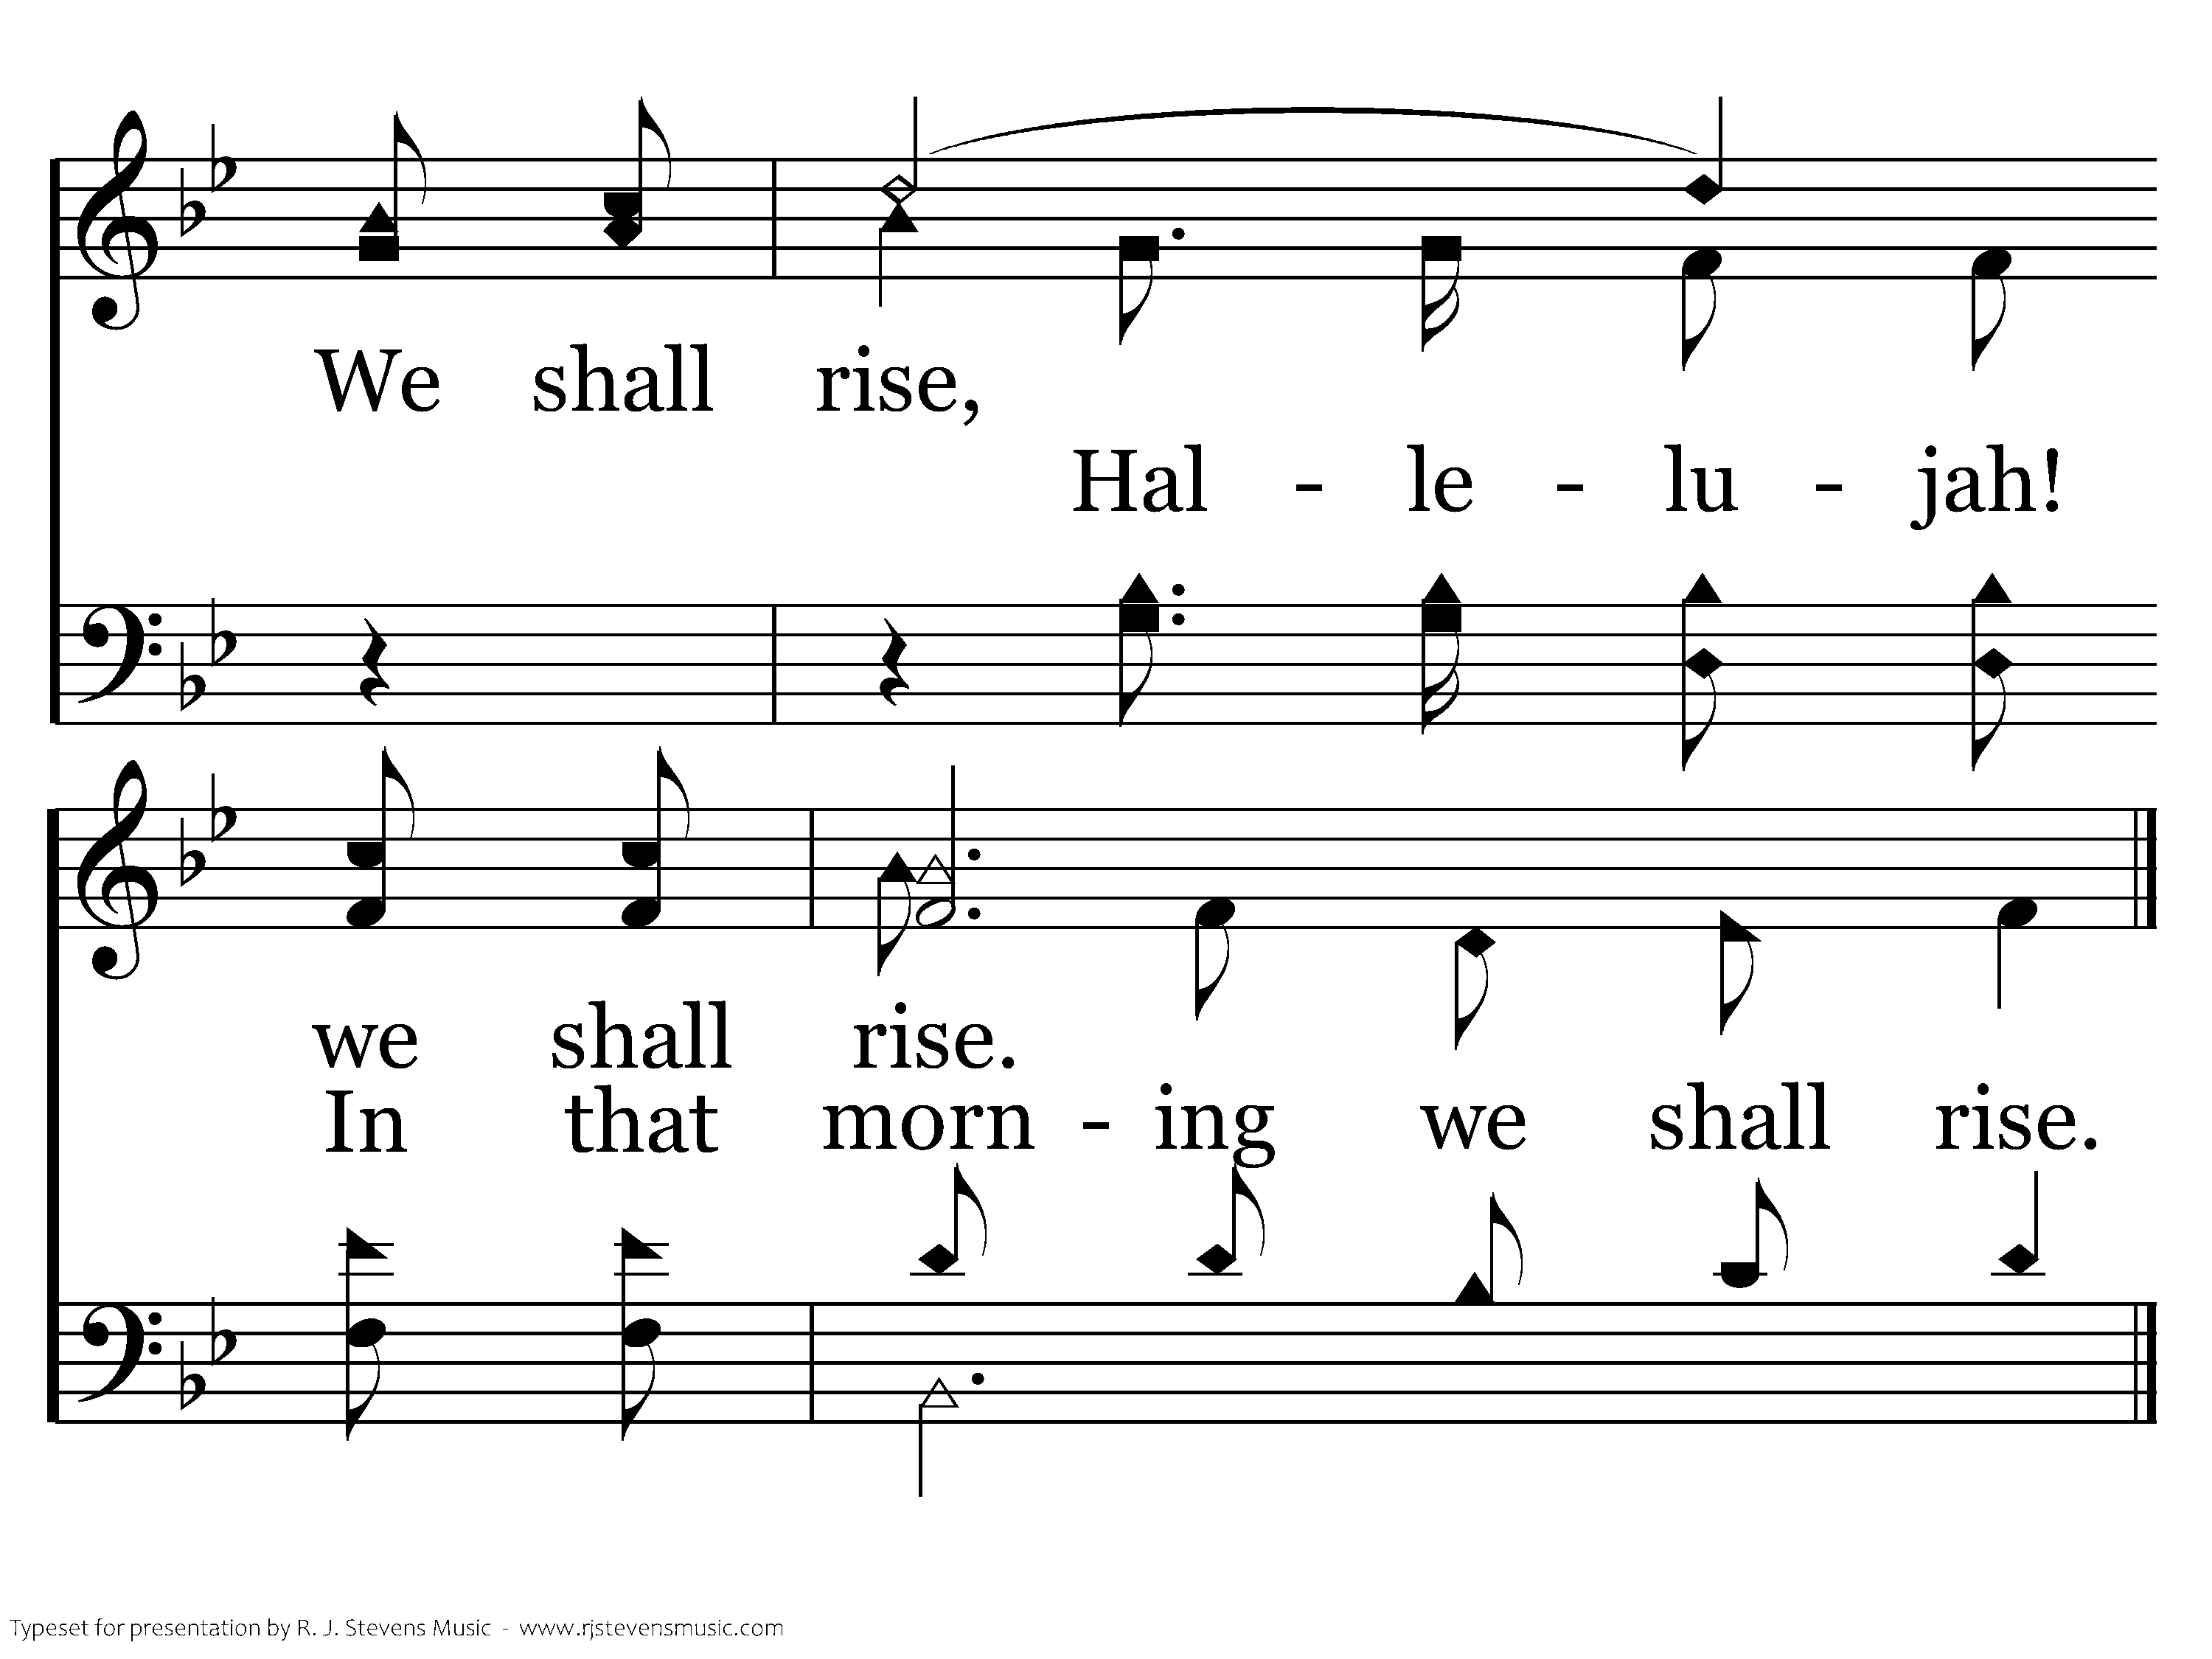 We shall rise,
Hal - le - lu - jah!
we shall rise.
In that morn - ing we shall rise.
Typeset for presentation by R. J. Stevens Music - www.rjstevensmusic.com